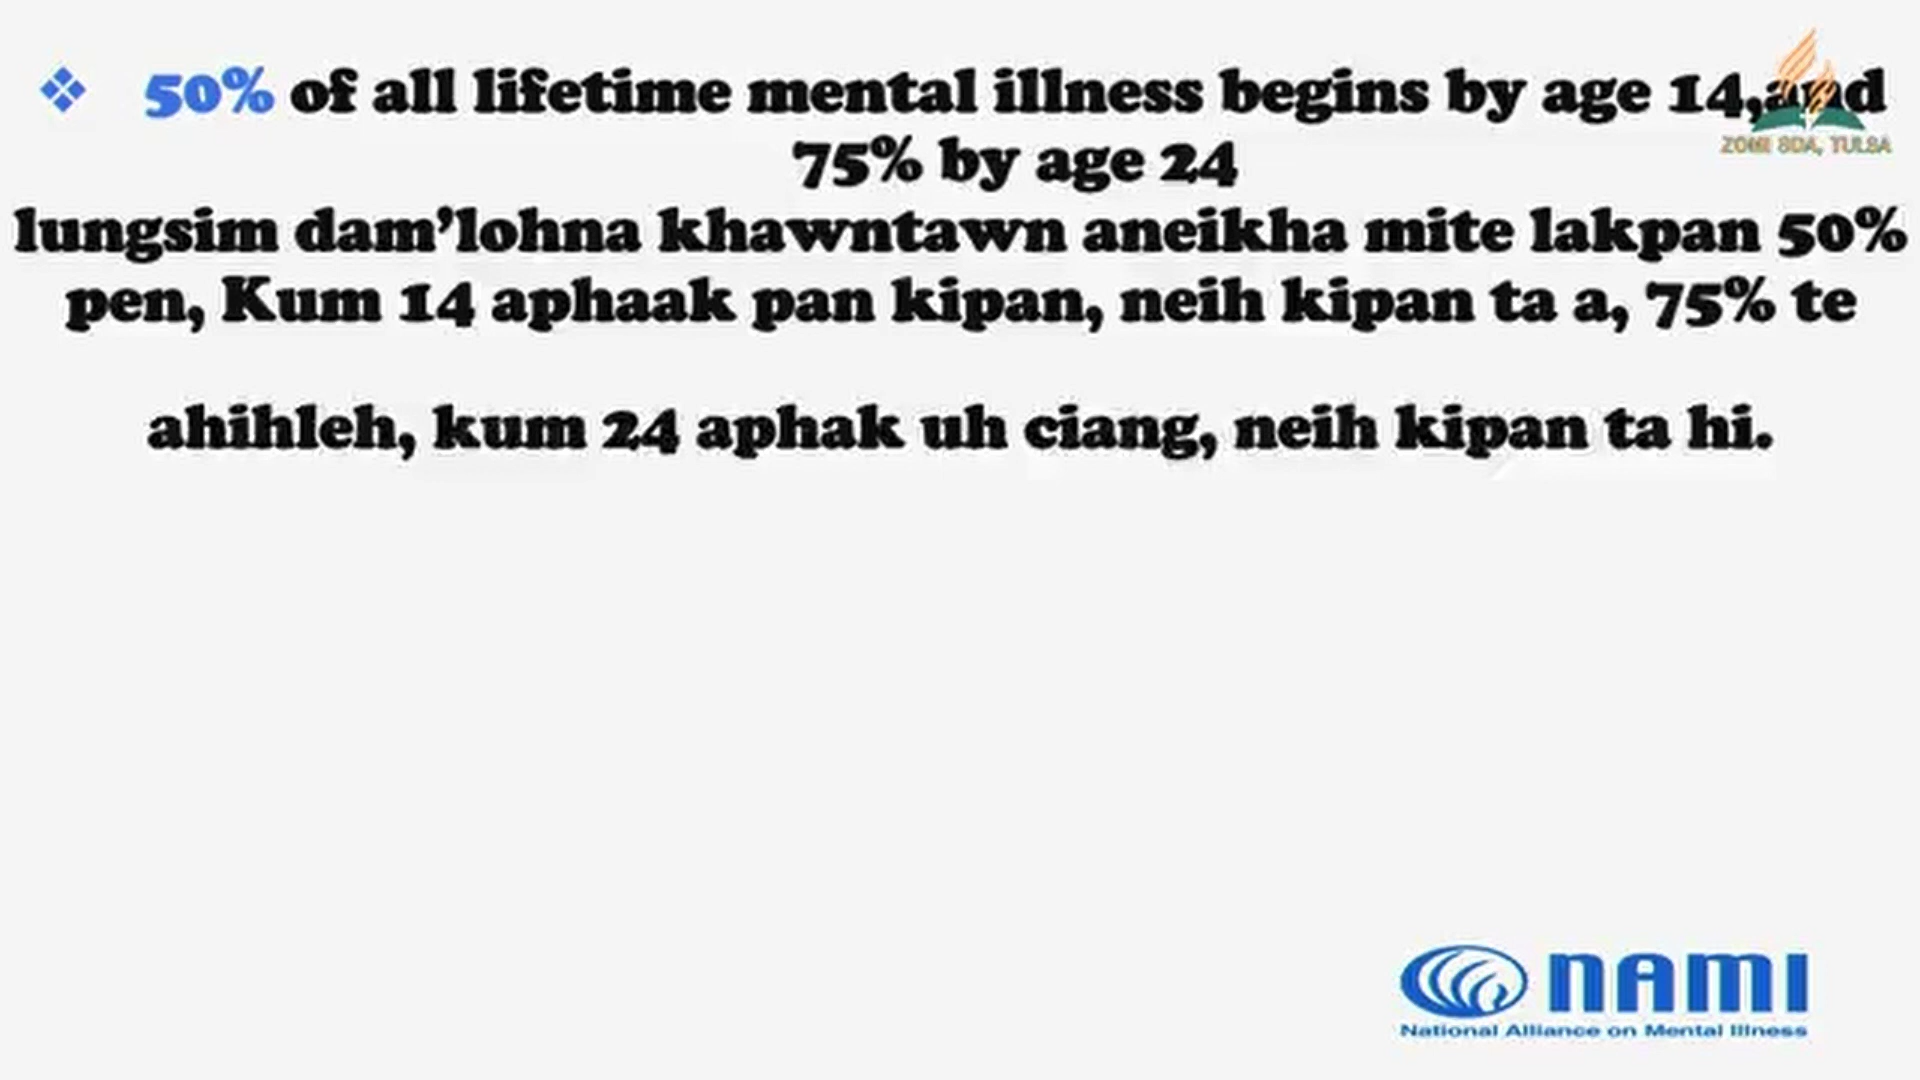 ❖ 50% of all lifetime mental illness begins by age 14,and
75% by age 24
lungsim dam’lohna khawntawn aneikha mite lakpan 50%
pen, Kum 14 aphaak pan kipan, neih kipan ta a, 75% te
ahihleh, kum 24 aphak uh ciang, neih kipan ta hi.
ZOMI SDA, TULSA
NAMI
National Alliance on Mental Illness